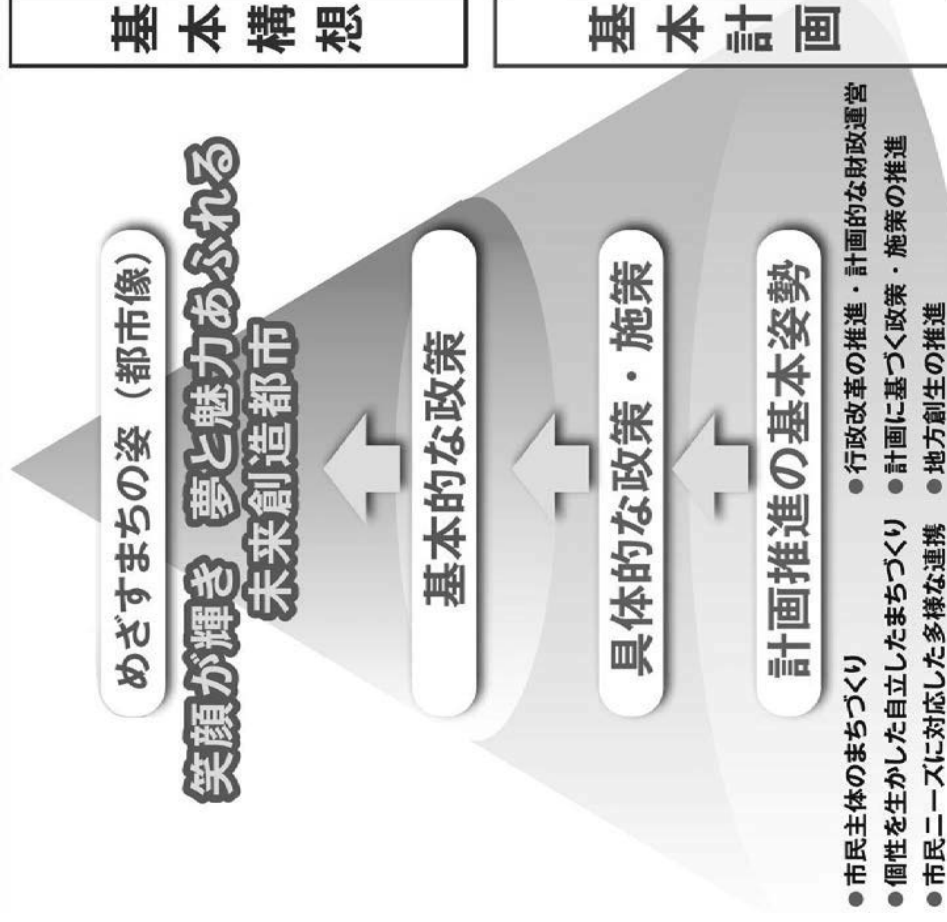 めざすまちの姿（都市像）
笑顔が輝き　夢と魅力あふれる
未来創造都市
基本構想
基本的な政策
具体的な政策・施策
計画推進の基本姿勢
基本計画
●市民主体のまちづくり
●個性を生かした自立したまちづくり
●市民ニーズに対応した多様な連携
●行政改革の推進・計画的な財政運営
●計画に基づく政策・施策の推進
●地方創生の推進